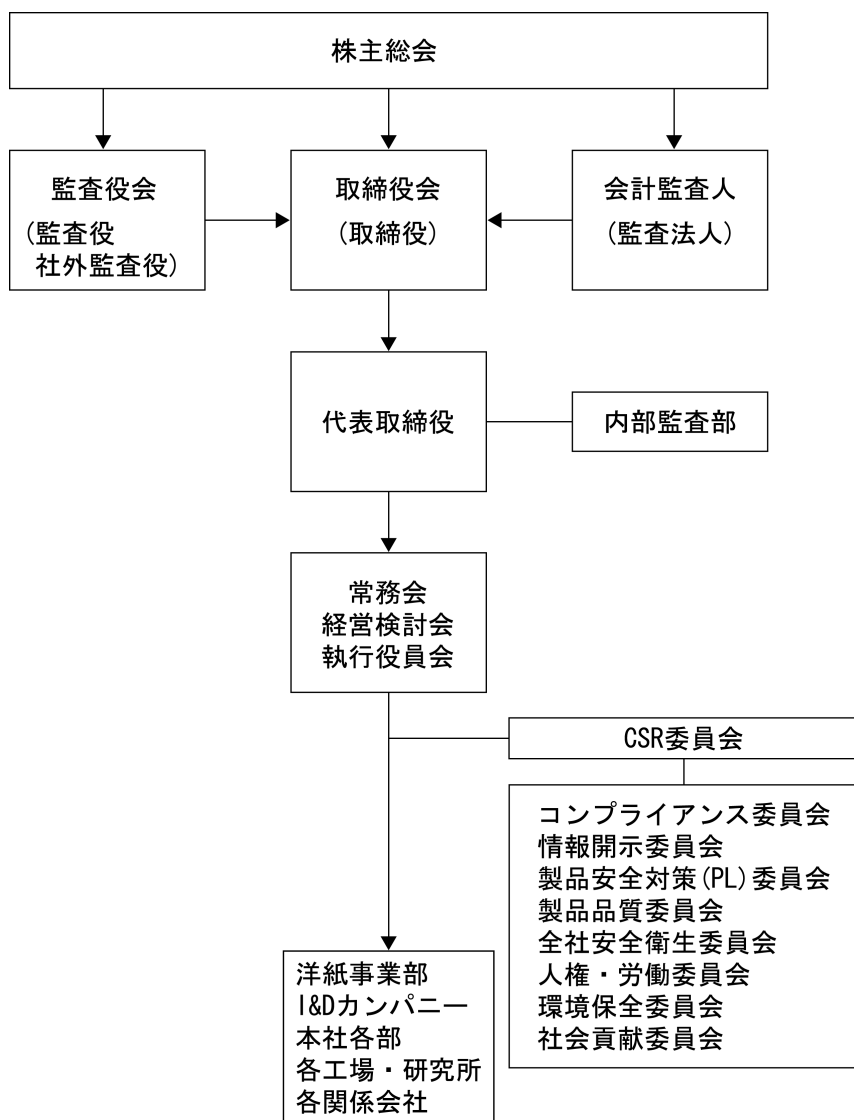 株主総会
監査役会
(監査役
社外監査役)
取締役会
(取締役)
会計監査人
(監査法人)
代表取締役
内部監査部
常務会
経営検討会
執行役員会
CSR委員会
コンプライアンス委員会
情報開示委員会
製品安全対策(PL)委員会
製品品質委員会
全社安全衛生委員会
人権・労働委員会
環境保全委員会
社会貢献委員会
洋紙事業部
I&Dカンパニー
本社各部
各工場・研究所
各関係会社